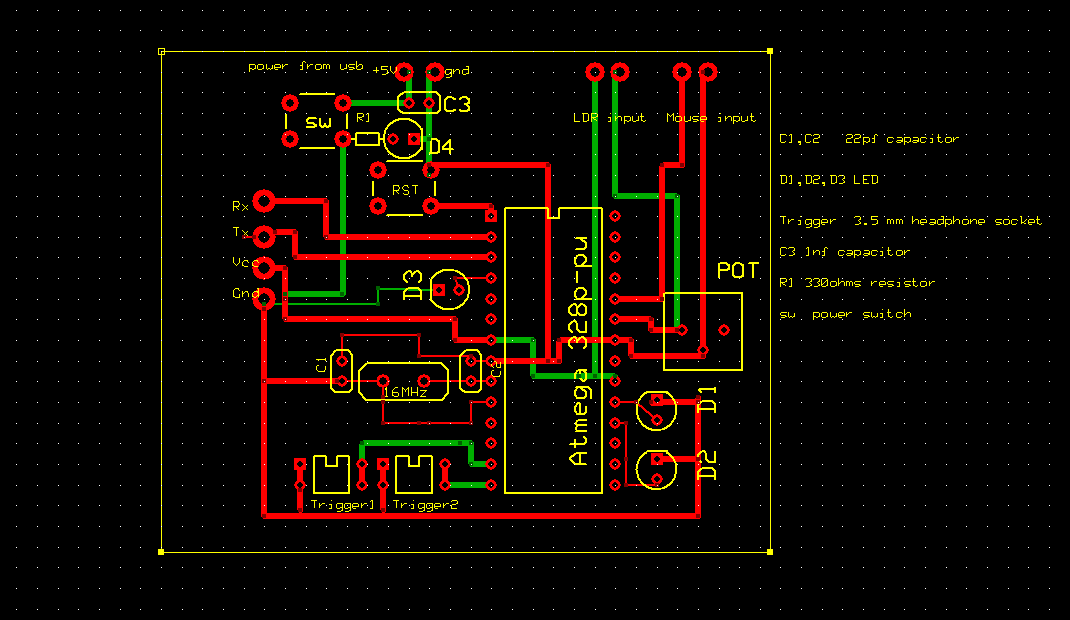 power from usb +5V gnd
C3
R1
SW
D4
LDR input Mouse input
C1,C2 22pf capacitor
D1,D2,D3 LED
RST
Rx
Trigger 3.5 mm headphone socket
Tx
C3 1nf capacitor
Vcc
POT
R1 330ohms resistor
Gnd
D3
sw power switch
Atmega 328p-pu
C1
C2
16MHz
D1
D2
Trigger1 Trigger2